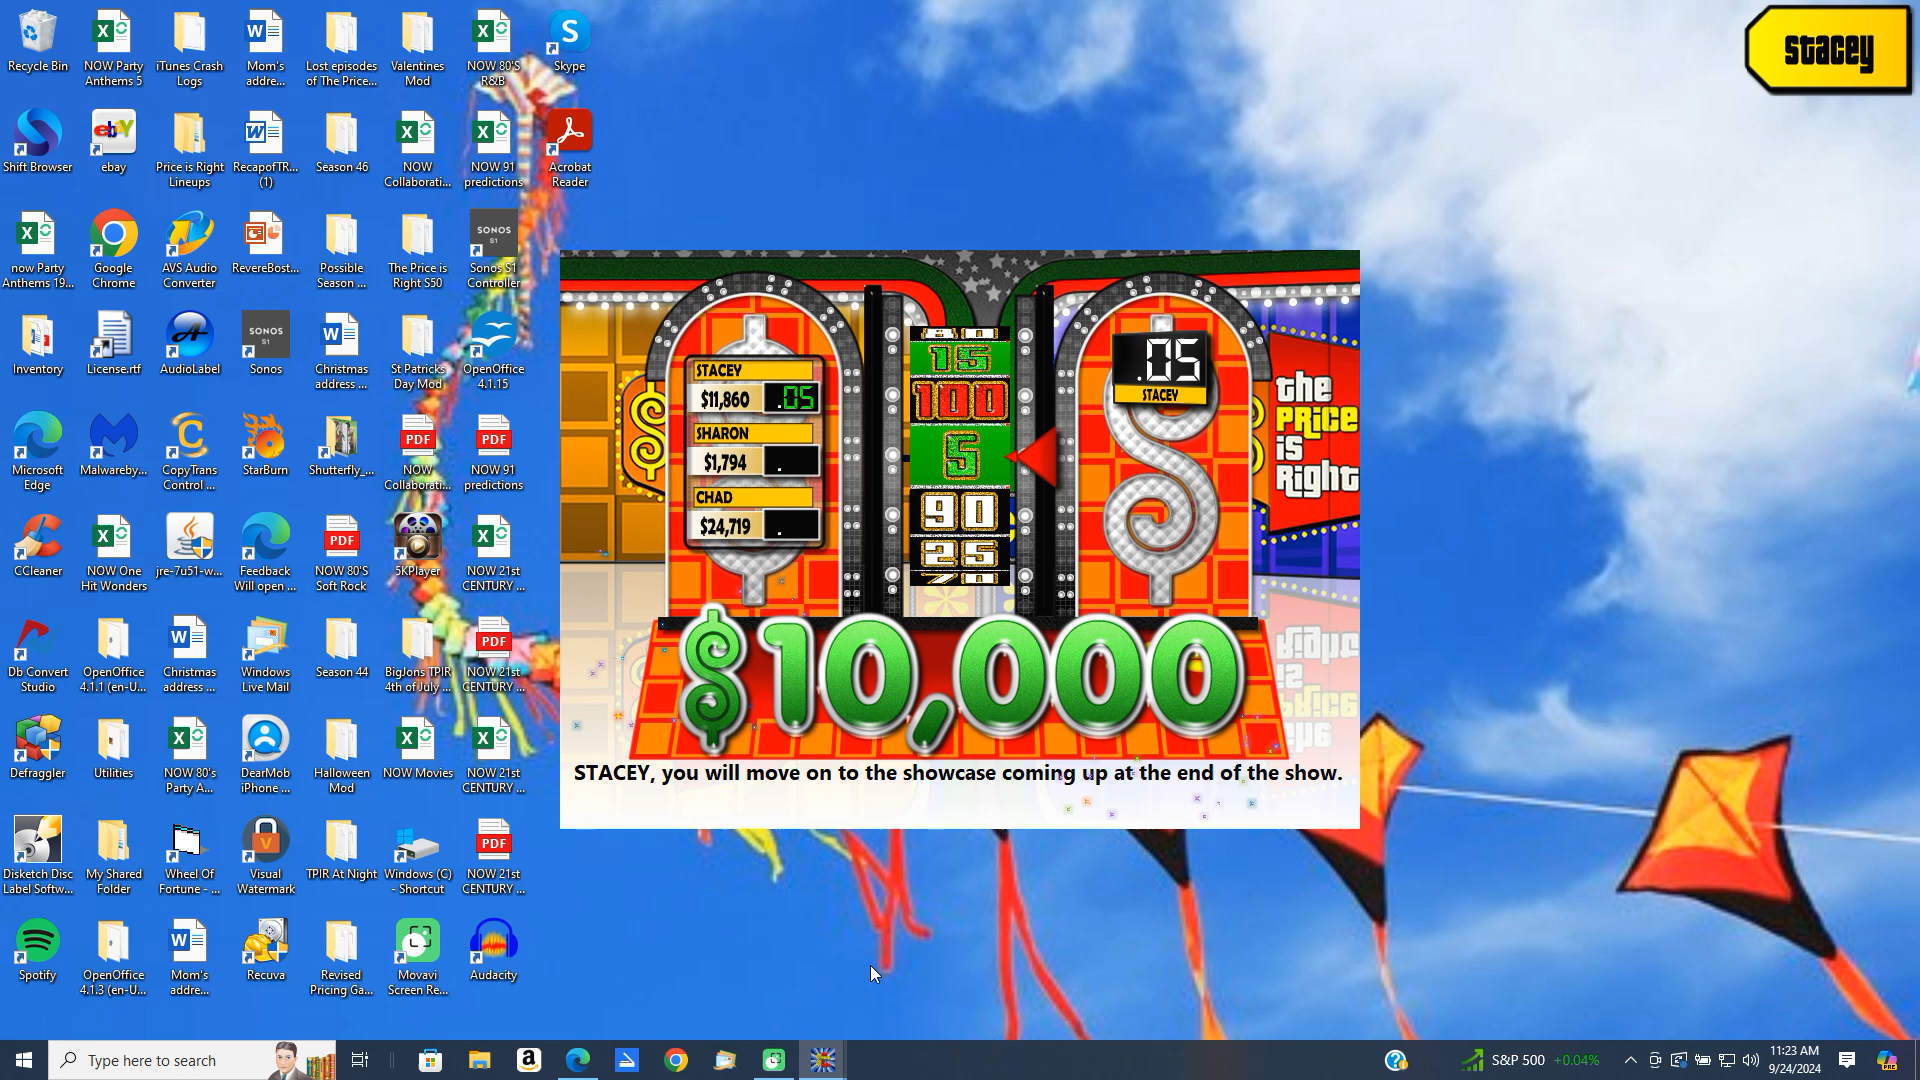 Recycle Bin
NOW Party
Anthems 5
iTunes Crash
Logs
Mom's
addre...
Lost episodes
of The Price...
Valentines
Mod
NOW 80'S
R&B
S
Skype
stacey
Shift Browser
ebay
ebay
Price is Right
Lineups
RecapofTR...
(1)
Season 46
NOW
Collaborati...
NOW 91
predictions
Acrobat
Reader
now Party
Anthems 19...
Google
Chrome
AVS Audio
Converter
RevereBost...
Possible
Season ...
The Price is
Right S50
SONOS
S1
Sonos S1
Controller
Inventory
License.rtf
AudioLabel
SONOS
S1
Sonos
Christmas
address ...
St Patricks
Day Mod
OpenOffice
4.1.15
Microsoft
Edge
Malwareby...
CopyTrans
Control ...
StarBurn
Shutterfly_...
PDF
NOW
Collaborati...
PDF
NOW 91
predictions
CCleaner
NOW One
Hit Wonders
jre-7u51-w...
Feedback
Will open ...
PDF
NOW 80'S
Soft Rock
5KPlayer
NOW 21st
CENTURY ...
Db Convert
Studio
OpenOffice
4.1.1 (en-U...
Christmas
address ...
Windows
Live Mail
Season 44
BigJons TPIR
4th of July ...
PDF
NOW 21st
CENTURY ...
Defraggler
Utilities
NOW 80's
Party A...
DearMob
iPhone ...
Halloween
Mod
NOW Movies
NOW 21st
CENTURY ...
Disketch Disc
Label Softw...
My Shared
Folder
Wheel Of
Fortune - ...
Visual
Watermark
TPIR At Night
Windows (C)
- Shortcut
PDF
NOW 21st
CENTURY ...
Spotify
OpenOffice
4.1.3 (en-U...
Mom's
addre...
Recuva
Revised
Pricing Ga...
Movavi
Screen Re...
Audacity
STACEY
$11,860 .05
SHARON
$1,794 .
CHAD
$24,719 .
15
100
5
90
25
70
.05
STACEY
the
PRICE
is
Right
$10,000
STACEY, you will move on to the showcase coming up at the end of the show.
Type here to search
S&P 500 +0.04%
11:23 AM
9/24/2024